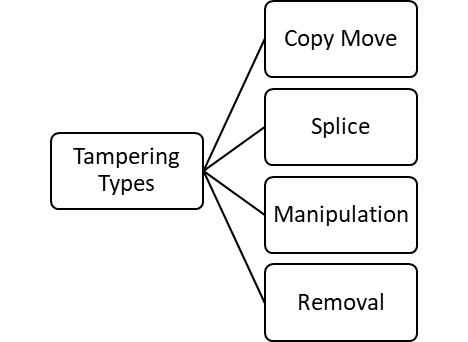 Tampering
Types
Copy Move
Splice
Manipulation
Removal